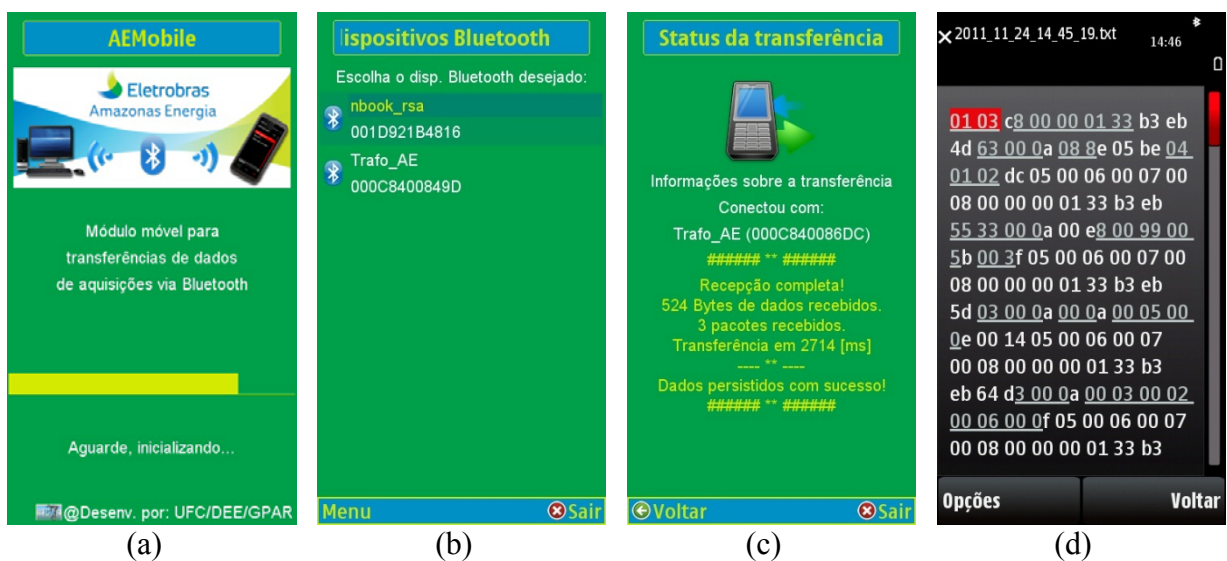 AEMobile
Eletrobras
Amazonas Energia
Módulo móvel para
transferências de dados
de aquisições via Bluetooth
Aguarde, inicializando...
@Desenv. por: UFC/DEE/GPAR
(a)
ispositivos Bluetooth
Escolha o disp. Bluetooth desejado:
nbook_rsa
001D921B4816
Trafo_AE
000C8400849D
Menu
Sair
(b)
Status da transferência
Informações sobre a transferência
Conectou com:
Trafo_AE (000C840086DC)
###### ** ######
Recepção completa!
524 Bytes de dados recebidos.
3 pacotes recebidos.
Transferência em 2714 [ms]
---- ** ----
Dados persistidos com sucesso!
###### ** ######
Voltar
Sair
(c)
2011_11_24_14_45_19.txt
14:46
01 03 c8 00 00 01 33 b3 eb
4d 63 00 0a 08 8e 05 be 04
01 02 dc 05 00 06 00 07 00
08 00 00 00 01 33 b3 eb
55 33 00 0a 00 e8 00 99 00
5b 00 3f 05 00 06 00 07 00
08 00 00 00 01 33 b3 eb
5d 03 00 0a 00 0a 00 05 00
0e 00 14 05 00 06 00 07
00 08 00 00 00 01 33 b3
eb 64 d3 00 0a 00 03 00 02
00 06 00 0f 05 00 06 00 07
00 08 00 00 00 01 33 b3
Opções
Voltar
(d)